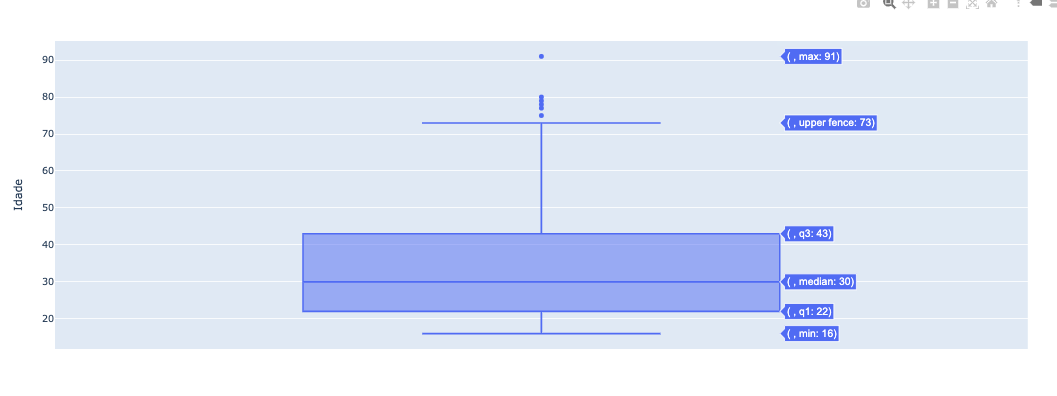 90
80
70
60
50
40
30
20
Idade
( , max: 91)
( , upper fence: 73)
( , q3: 43)
( , median: 30)
( , q1: 22)
( , min: 16)